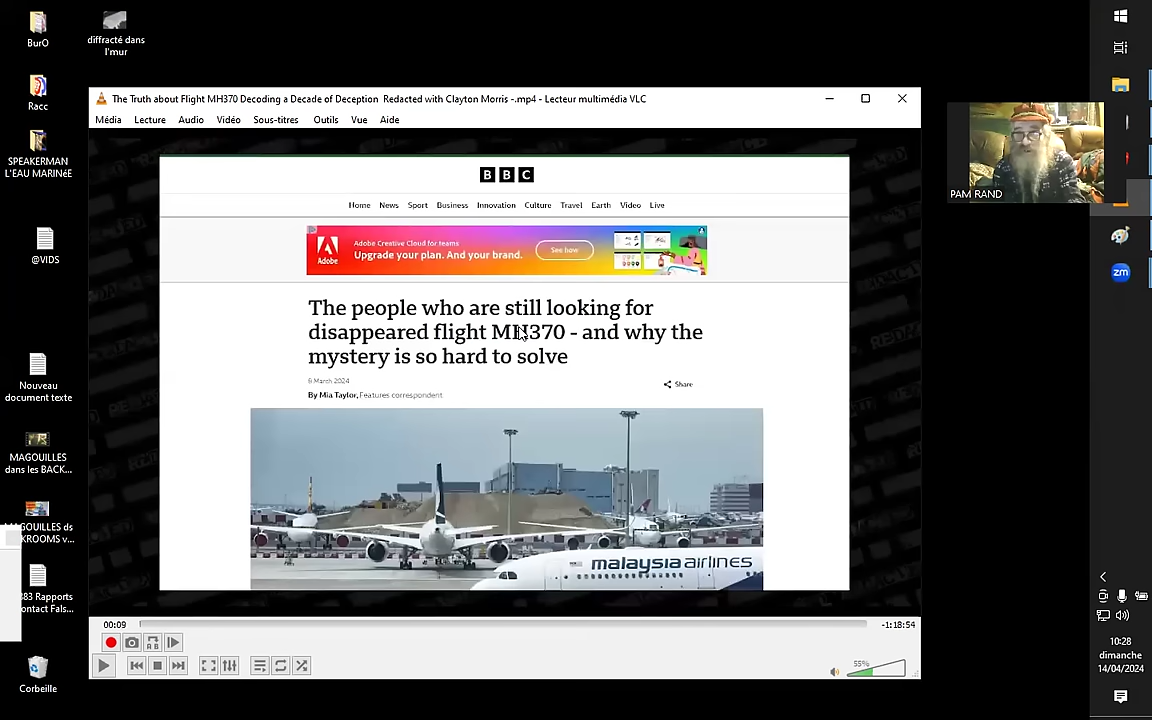 BurO
diffracté dans
l'mur
Racc
SPEAKERMAN
L'EAU MARINéE
@VIDS
Nouveau
document texte
MAGOUILLES
dans les BACK...
GOUILLES ds
KROOMS v...
83 Rapports
ontact Fals...
Corbeille
The Truth about Flight MH370 Decoding a Decade of Deception Redacted with Clayton Morris -.mp4 - Lecteur multimédia VLC
Média Lecture Audio Vidéo Sous-titres Outils Vue Aide
BBC
Home News Sport Business Innovation Culture Travel Earth Video Live
Adobe
Adobe Creative Cloud for teams
Upgrade your plan. And your brand.
See how
The people who are still looking for
disappeared flight MH370 - and why the
mystery is so hard to solve
6 March 2024
Share
By Mia Taylor, Features correspondent
malaysia airlines
00:09
-1:18:54
55%
PAM RAND
zm
10:28
dimanche
14/04/2024